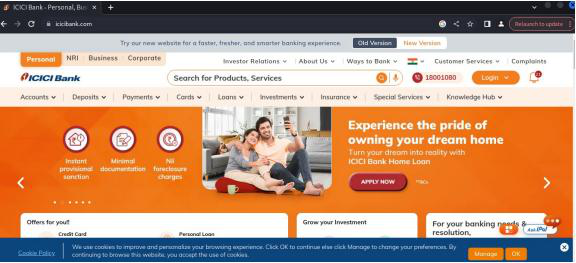 ICICI Bank - Personal, Bus
icicibank.com
Relaunch to update
Try our new website for a faster, fresher, and smarter banking experience. Old Version New Version
Personal NRI Business Corporate Investor Relations About Us Ways to Bank Customer Services Complaints
ICICI Bank Search for Products, Services 18001080 Login
Accounts Deposits Payments Cards Loans Investments Insurance Special Services Knowledge Hub
Instant
provisional
sanction
Minimal
documentation
Nil
foreclosure
charges
Experience the pride of
owning your dream home
Turn your dream into reality with
ICICI Bank Home Loan
APPLY NOW *T&Cs
Offers for you!!
Credit Card Personal Loan
Grow your Investment
For your banking needs &
resolution,
Ask iPal
Cookie Policy
We use cookies to improve and personalize your browsing experience. Click OK to continue else click Manage to change your preferences. By
continuing to browse this website, you accept the use of cookies.
Manage OK